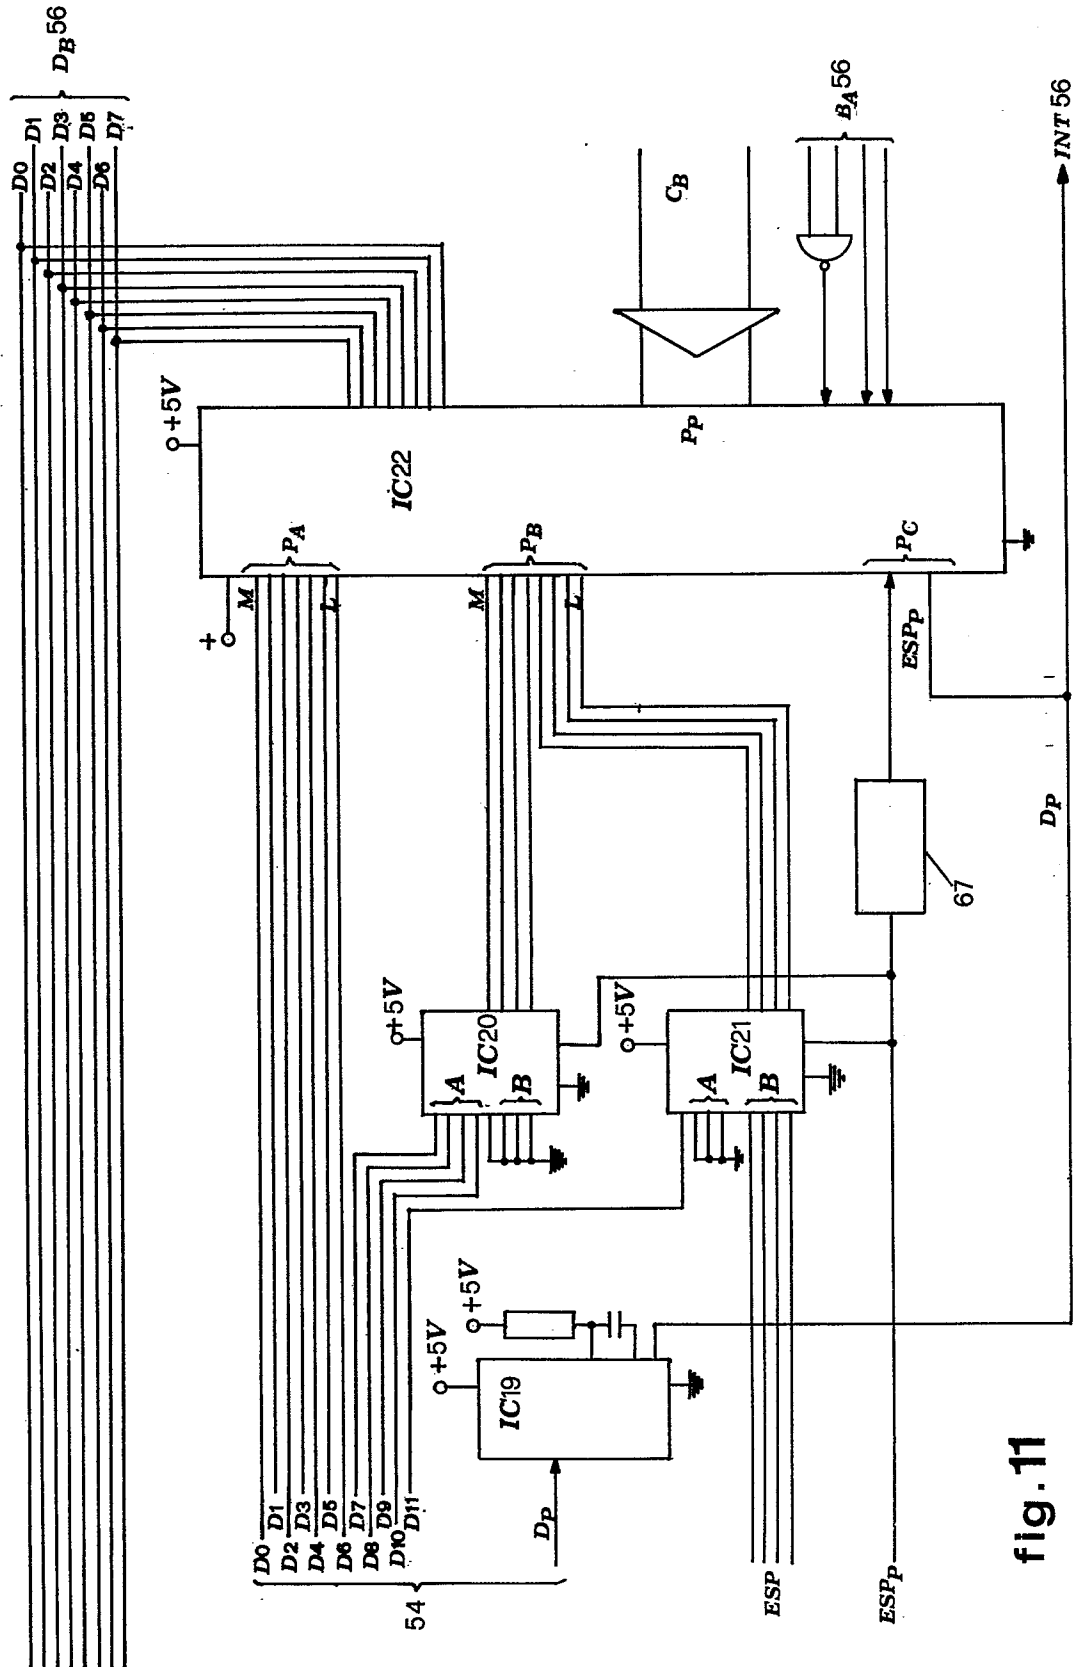 D0
D1
D2
D3
D4
D5
D6
D7
DB 56
+5V
IC22
PA
M
L
+
PB
M
L
PP
CB
BA 56
PC
ESPP
INT 56
DP
67
+5V
IC20
A
B
+5V
IC21
A
B
+5V
+5V
IC19
D0
D1
D2
D3
D4
D5
D6
D7
D8
D9
D10
D11
54
DP
ESP
ESPP
fig.11